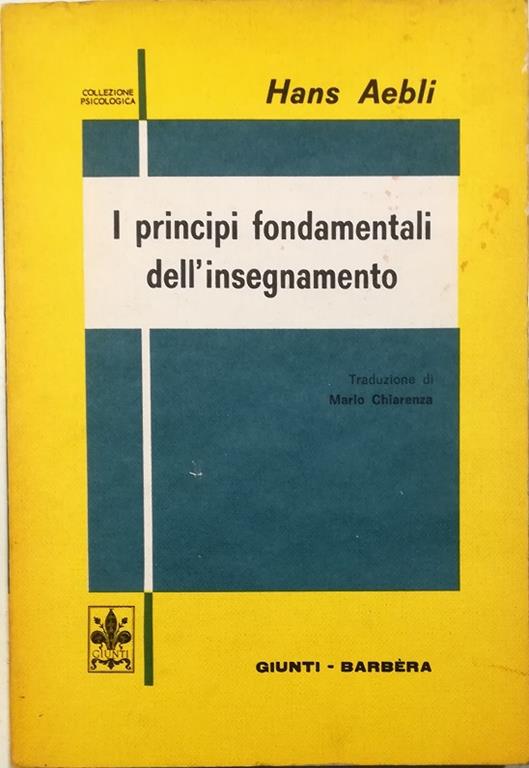 COLLEZIONE
PSICOLOGICA
Hans Aebli
I principi fondamentali
dell'insegnamento
Traduzione di
Mario Chiarenza
GIUNTI
GIUNTI - BARBÈRA